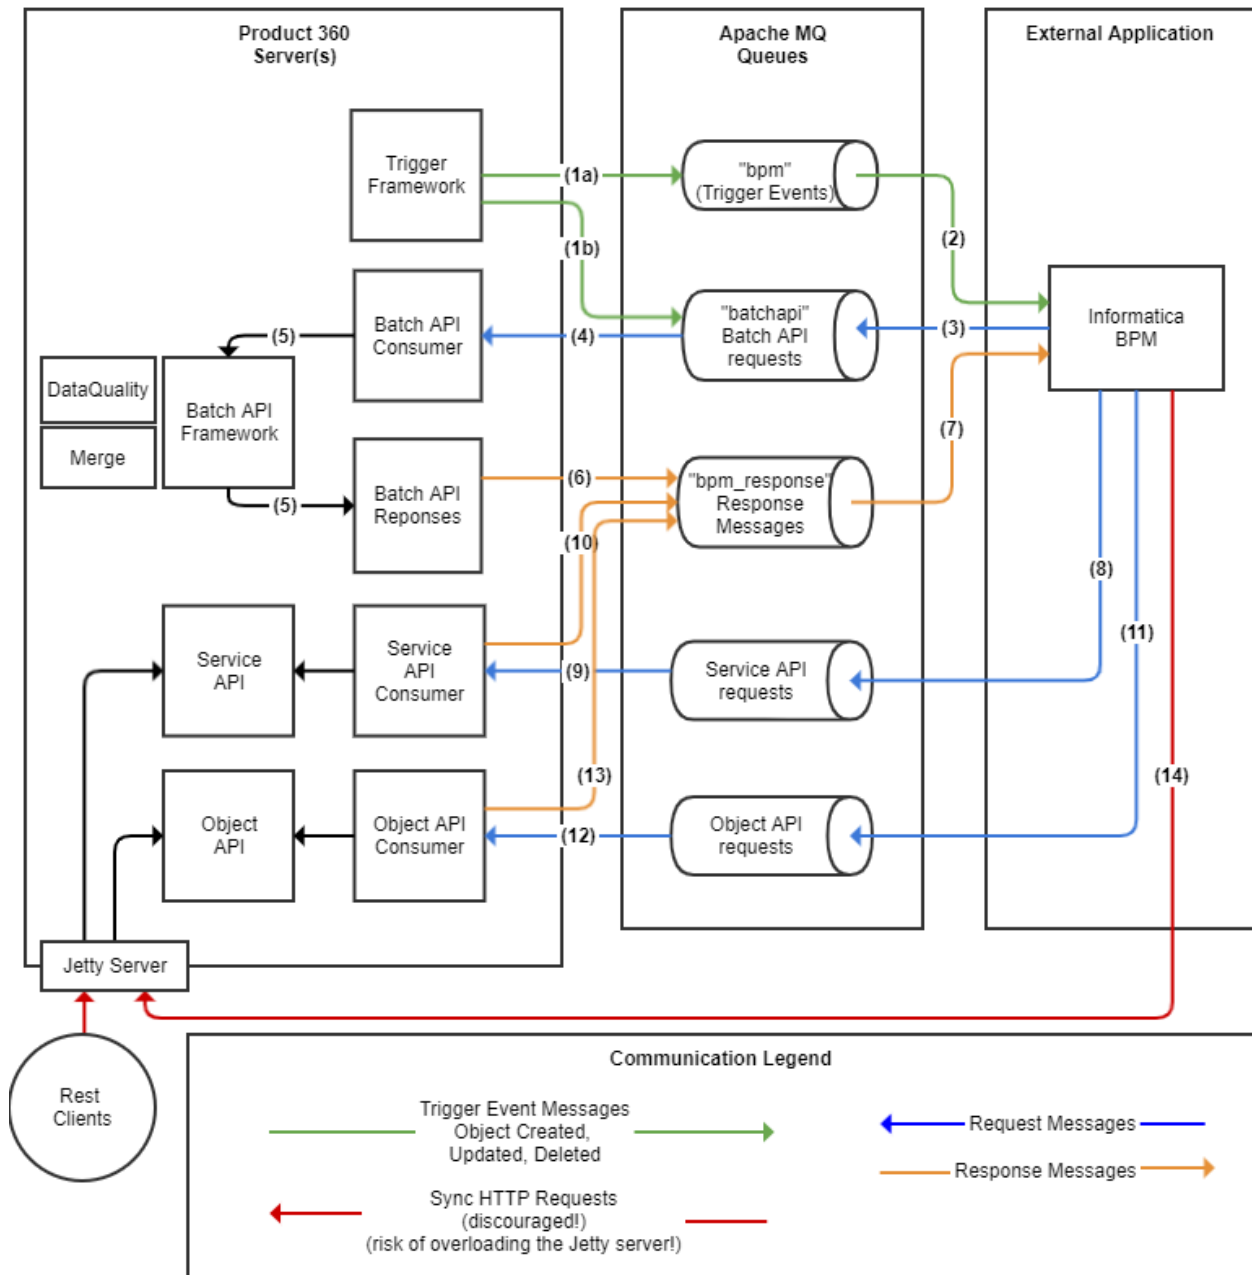 Product 360
Server(s)
Apache MQ
Queues
External Application
Trigger
Framework
(1a)
"bpm"
(Trigger Events)
(1b)
(2)
Batch API
Consumer
(5)
(4)
"batchapi"
Batch API
requests
(3)
Informatica
BPM
DataQuality
Merge
Batch API
Framework
(5)
Batch API
Reponses
(6)
(10)
"bpm_response"
Response
Messages
(7)
(8)
(11)
Service
API
Service
API
Consumer
(9)
Service API
requests
(13)
(14)
Object
API
Object API
Consumer
(12)
Object API
requests
Jetty Server
Rest
Clients
Communication Legend
Trigger Event Messages
Object Created,
Updated, Deleted
Request Messages
Response Messages
Sync HTTP Requests
(discouraged!)
(risk of overloading the Jetty server!)